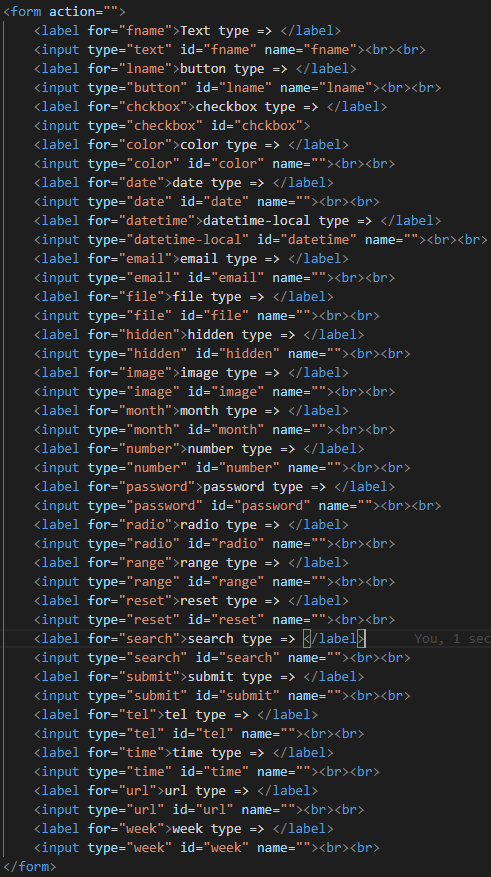 <form action="">
<label for="fname">Text type => </label>
<input type="text" id="fname" name="fname"><br><br>
<label for="lname">button type => </label>
<input type="button" id="lname" name="lname"><br><br>
<label for="chckbox">checkbox type => </label>
<input type="checkbox" id="chckbox">
<label for="color">color type => </label>
<input type="color" id="color" name=""><br><br>
<label for="date">date type => </label>
<input type="date" id="date" name=""><br><br>
<label for="datetime">datetime-local type => </label>
<input type="datetime-local" id="datetime" name=""><br><br>
<label for="email">email type => </label>
<input type="email" id="email" name=""><br><br>
<label for="file">file type => </label>
<input type="file" id="file" name=""><br><br>
<label for="hidden">hidden type => </label>
<input type="hidden" id="hidden" name=""><br><br>
<label for="image">image type => </label>
<input type="image" id="image" name=""><br><br>
<label for="month">month type => </label>
<input type="month" id="month" name=""><br><br>
<label for="number">number type => </label>
<input type="number" id="number" name=""><br><br>
<label for="password">password type => </label>
<input type="password" id="password" name=""><br><br>
<label for="radio">radio type => </label>
<input type="radio" id="radio" name=""><br><br>
<label for="range">range type => </label>
<input type="range" id="range" name=""><br><br>
<label for="reset">reset type => </label>
<input type="reset" id="reset" name=""><br><br>
<label for="search">search type => </label> You, 1 sec
<input type="search" id="search" name=""><br><br>
<label for="submit">submit type => </label>
<input type="submit" id="submit" name=""><br><br>
<label for="tel">tel type => </label>
<input type="tel" id="tel" name=""><br><br>
<label for="time">time type => </label>
<input type="time" id="time" name=""><br><br>
<label for="url">url type => </label>
<input type="url" id="url" name=""><br><br>
<label for="week">week type => </label>
<input type="week" id="week" name=""><br><br>
</form>